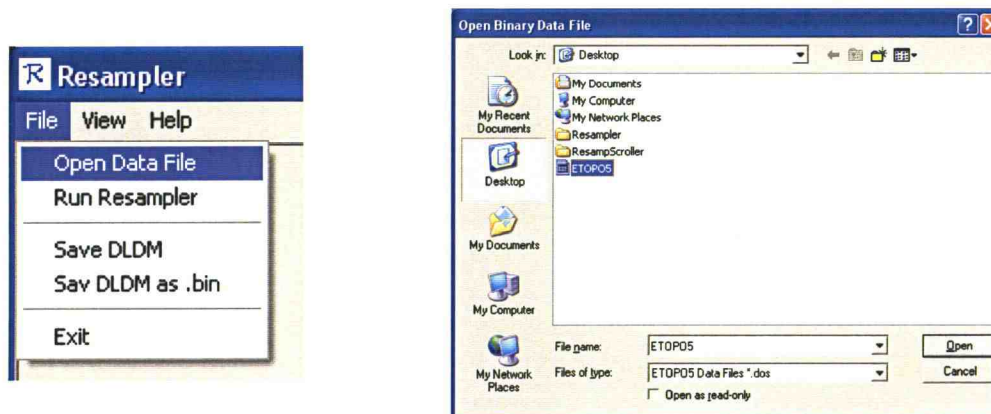 Resampler
File View Help
Open Data File
Run Resampler
Save DLDM
Sav DLDM as .bin
Exit
Open Binary Data File
Look in: Desktop
My Recent
Documents
Desktop
My Documents
My Computer
My Network
Places
My Documents
My Computer
My Network Places
Resampler
ResampScroller
ETOPO5
File name: ETOPO5 Open
Files of type: ETOPO5 Data Files *.dos Cancel
Open as read-only